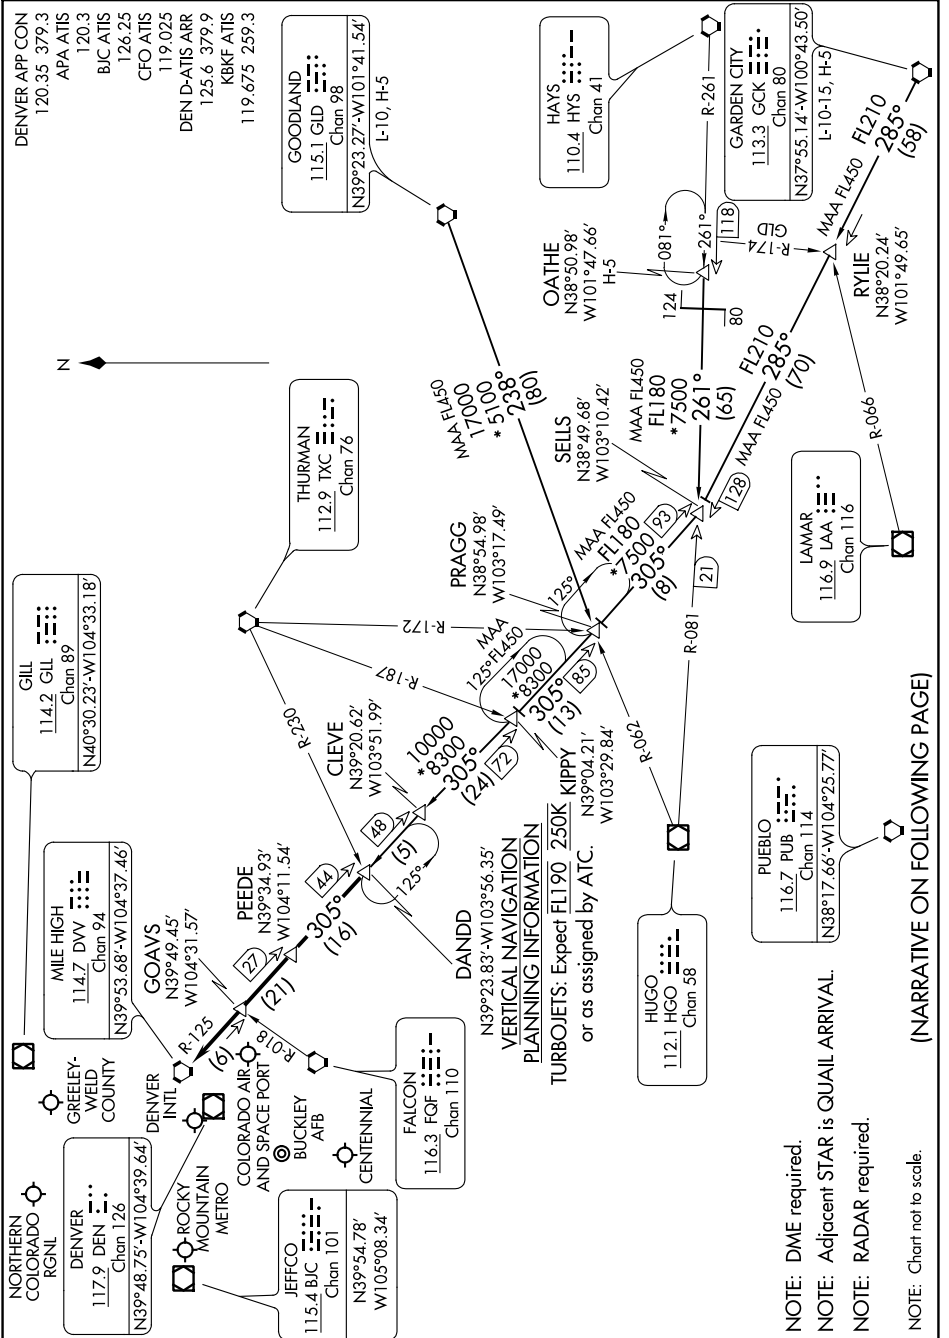 DENVER APP CON
120.35 379.3
APA ATIS
120.3
BJC ATIS
126.25
CFO ATIS
119.025
DEN D-ATIS ARR
125.6 379.9
KBKF ATIS
119.675 259.3
NORTHERN
COLORADO
RGNL
GREELEY-
WELD
COUNTY
GILL
114.2 GLL
Chan 89
N40°30.23´-W104°33.18´
MILE HIGH
114.7 DVV
Chan 94
N39°53.68´-W104°37.46´
DENVER
117.9 DEN
Chan 126
N39°48.75´-W104°39.64´
DENVER
INTL
ROCKY
MOUNTAIN
METRO
COLORADO AIR
AND SPACE PORT
BUCKLEY
AFB
CENTENNIAL
JEFFCO
115.4 BJC
Chan 101
N39°54.78´
W105°08.34´
FALCON
116.3 FQF
Chan 110
R-018
R-125
(6)
GOAVS
N39°49.45´
W104°31.57´
(21)
27
PEEDE
N39°34.93´
W104°11.54´
305°
(16)
44
DANDD
N39°23.83´-W103°56.35´
125°
(5)
48
CLEVE
N39°20.62´
W103°51.99´
10000
*8300
305°
(24)
72
KIPPY
N39°04.21´
W103°29.84´
125°
MAA
FL450
17000
*8300
305°
(13)
85
PRAGG
N38°54.98´
W103°17.49´
125°
MAA FL450
FL180
*7500
305°
(8)
93
SELLS
N38°49.68´
W103°10.42´
128
THURMAN
112.9 TXC
Chan 76
R-230
R-187
R-172
GOODLAND
115.1 GLD
Chan 98
N39°23.27´-W101°41.54´
L-10, H-5
MAA FL450
17000
*5100
238°
(80)
N
HAYS
110.4 HYS
Chan 41
R-261
OATHE
N38°50.98´
W101°47.66´
H-5
081°
261°
118
124
80
MAA FL450
FL180
*7500
261°
(65)
R-174
GLD
GARDEN CITY
113.3 GCK
Chan 80
N37°55.14´-W100°43.50´
L-10-15, H-5
MAA FL450
FL210
285°
(58)
RYLIE
N38°20.24´
W101°49.65´
MAA FL450
FL210
285°
(70)
R-066
LAMAR
116.9 LAA
Chan 116
HUGO
112.1 HGO
Chan 58
R-062
R-081
21
PUEBLO
116.7 PUB
Chan 114
N38°17.66´-W104°25.77´
VERTICAL NAVIGATION
PLANNING INFORMATION
TURBOJETS: Expect FL190 250K
or as assigned by ATC.
NOTE: DME required.
NOTE: Adjacent STAR is QUAIL ARRIVAL.
NOTE: RADAR required.
NOTE: Chart not to scale.
(NARRATIVE ON FOLLOWING PAGE)